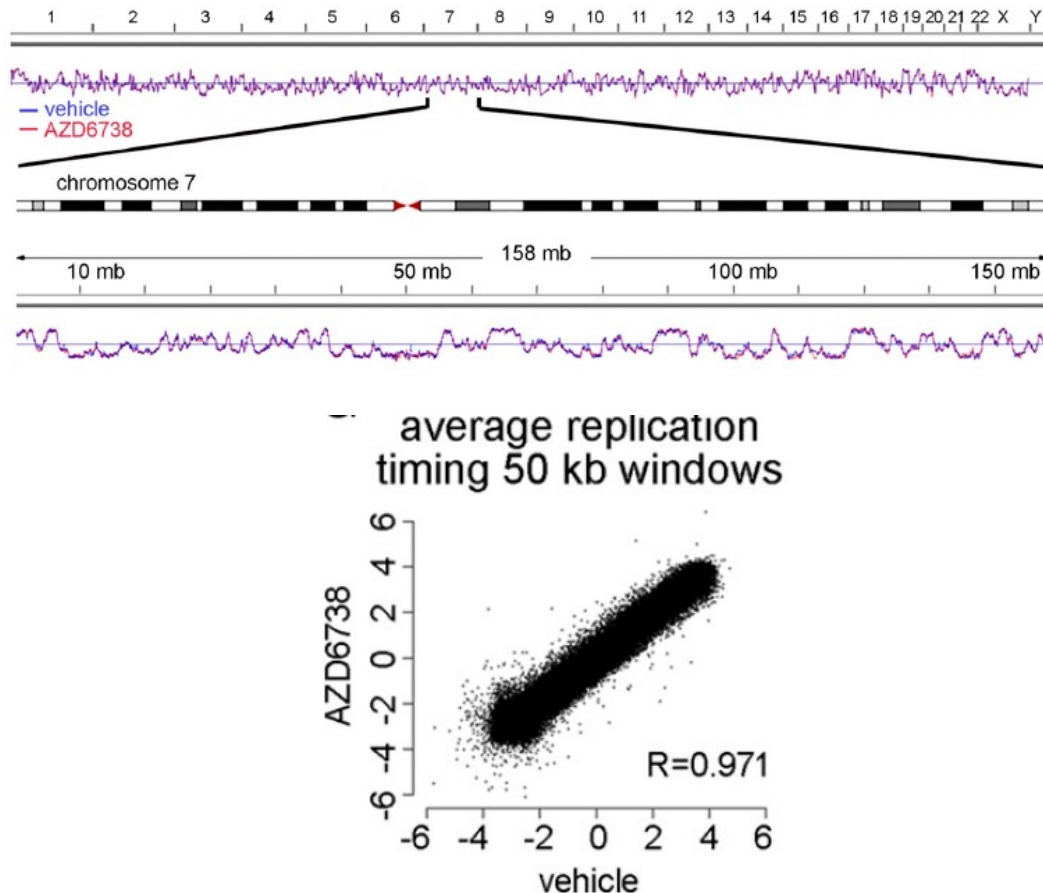 1 2 3 4 5 6 7 8 9 10 11 12 13 14 15 16 17 18 19 20 21 22 X Y
vehicle
AZD6738
chromosome 7
158 mb
10 mb 50 mb 100 mb 150 mb
average replication
timing 50 kb windows
6
4
2
0
-2
-4
-6
AZD6738
R=0.971
-6 -4 -2 0 2 4 6
vehicle